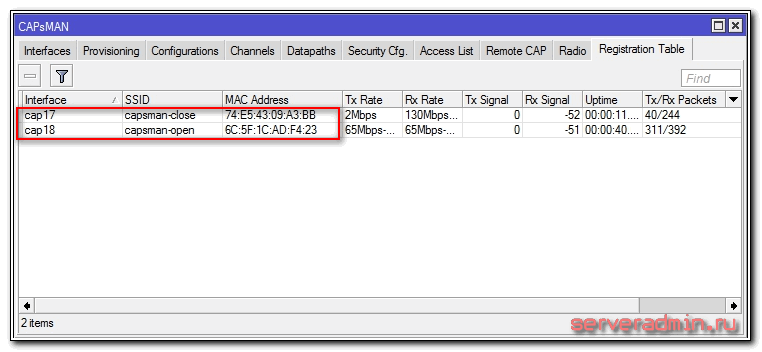 CAPsMAN
Interfaces Provisioning Configurations Channels Datapaths Security Cfg. Access List Remote CAP Radio Registration Table
Find
Interface SSID MAC Address Tx Rate Rx Rate Tx Signal Rx Signal Uptime Tx/Rx Packets
cap17 capsman-close 74:E5:43:09:A3:BB 2Mbps 130Mbps... 0 -52 00:00:11.... 40/244
cap18 capsman-open 6C:5F:1C:AD:F4:23 65Mbps-... 65Mbps-... 0 -51 00:00:40.... 311/392
2 items
serveradmin.ru